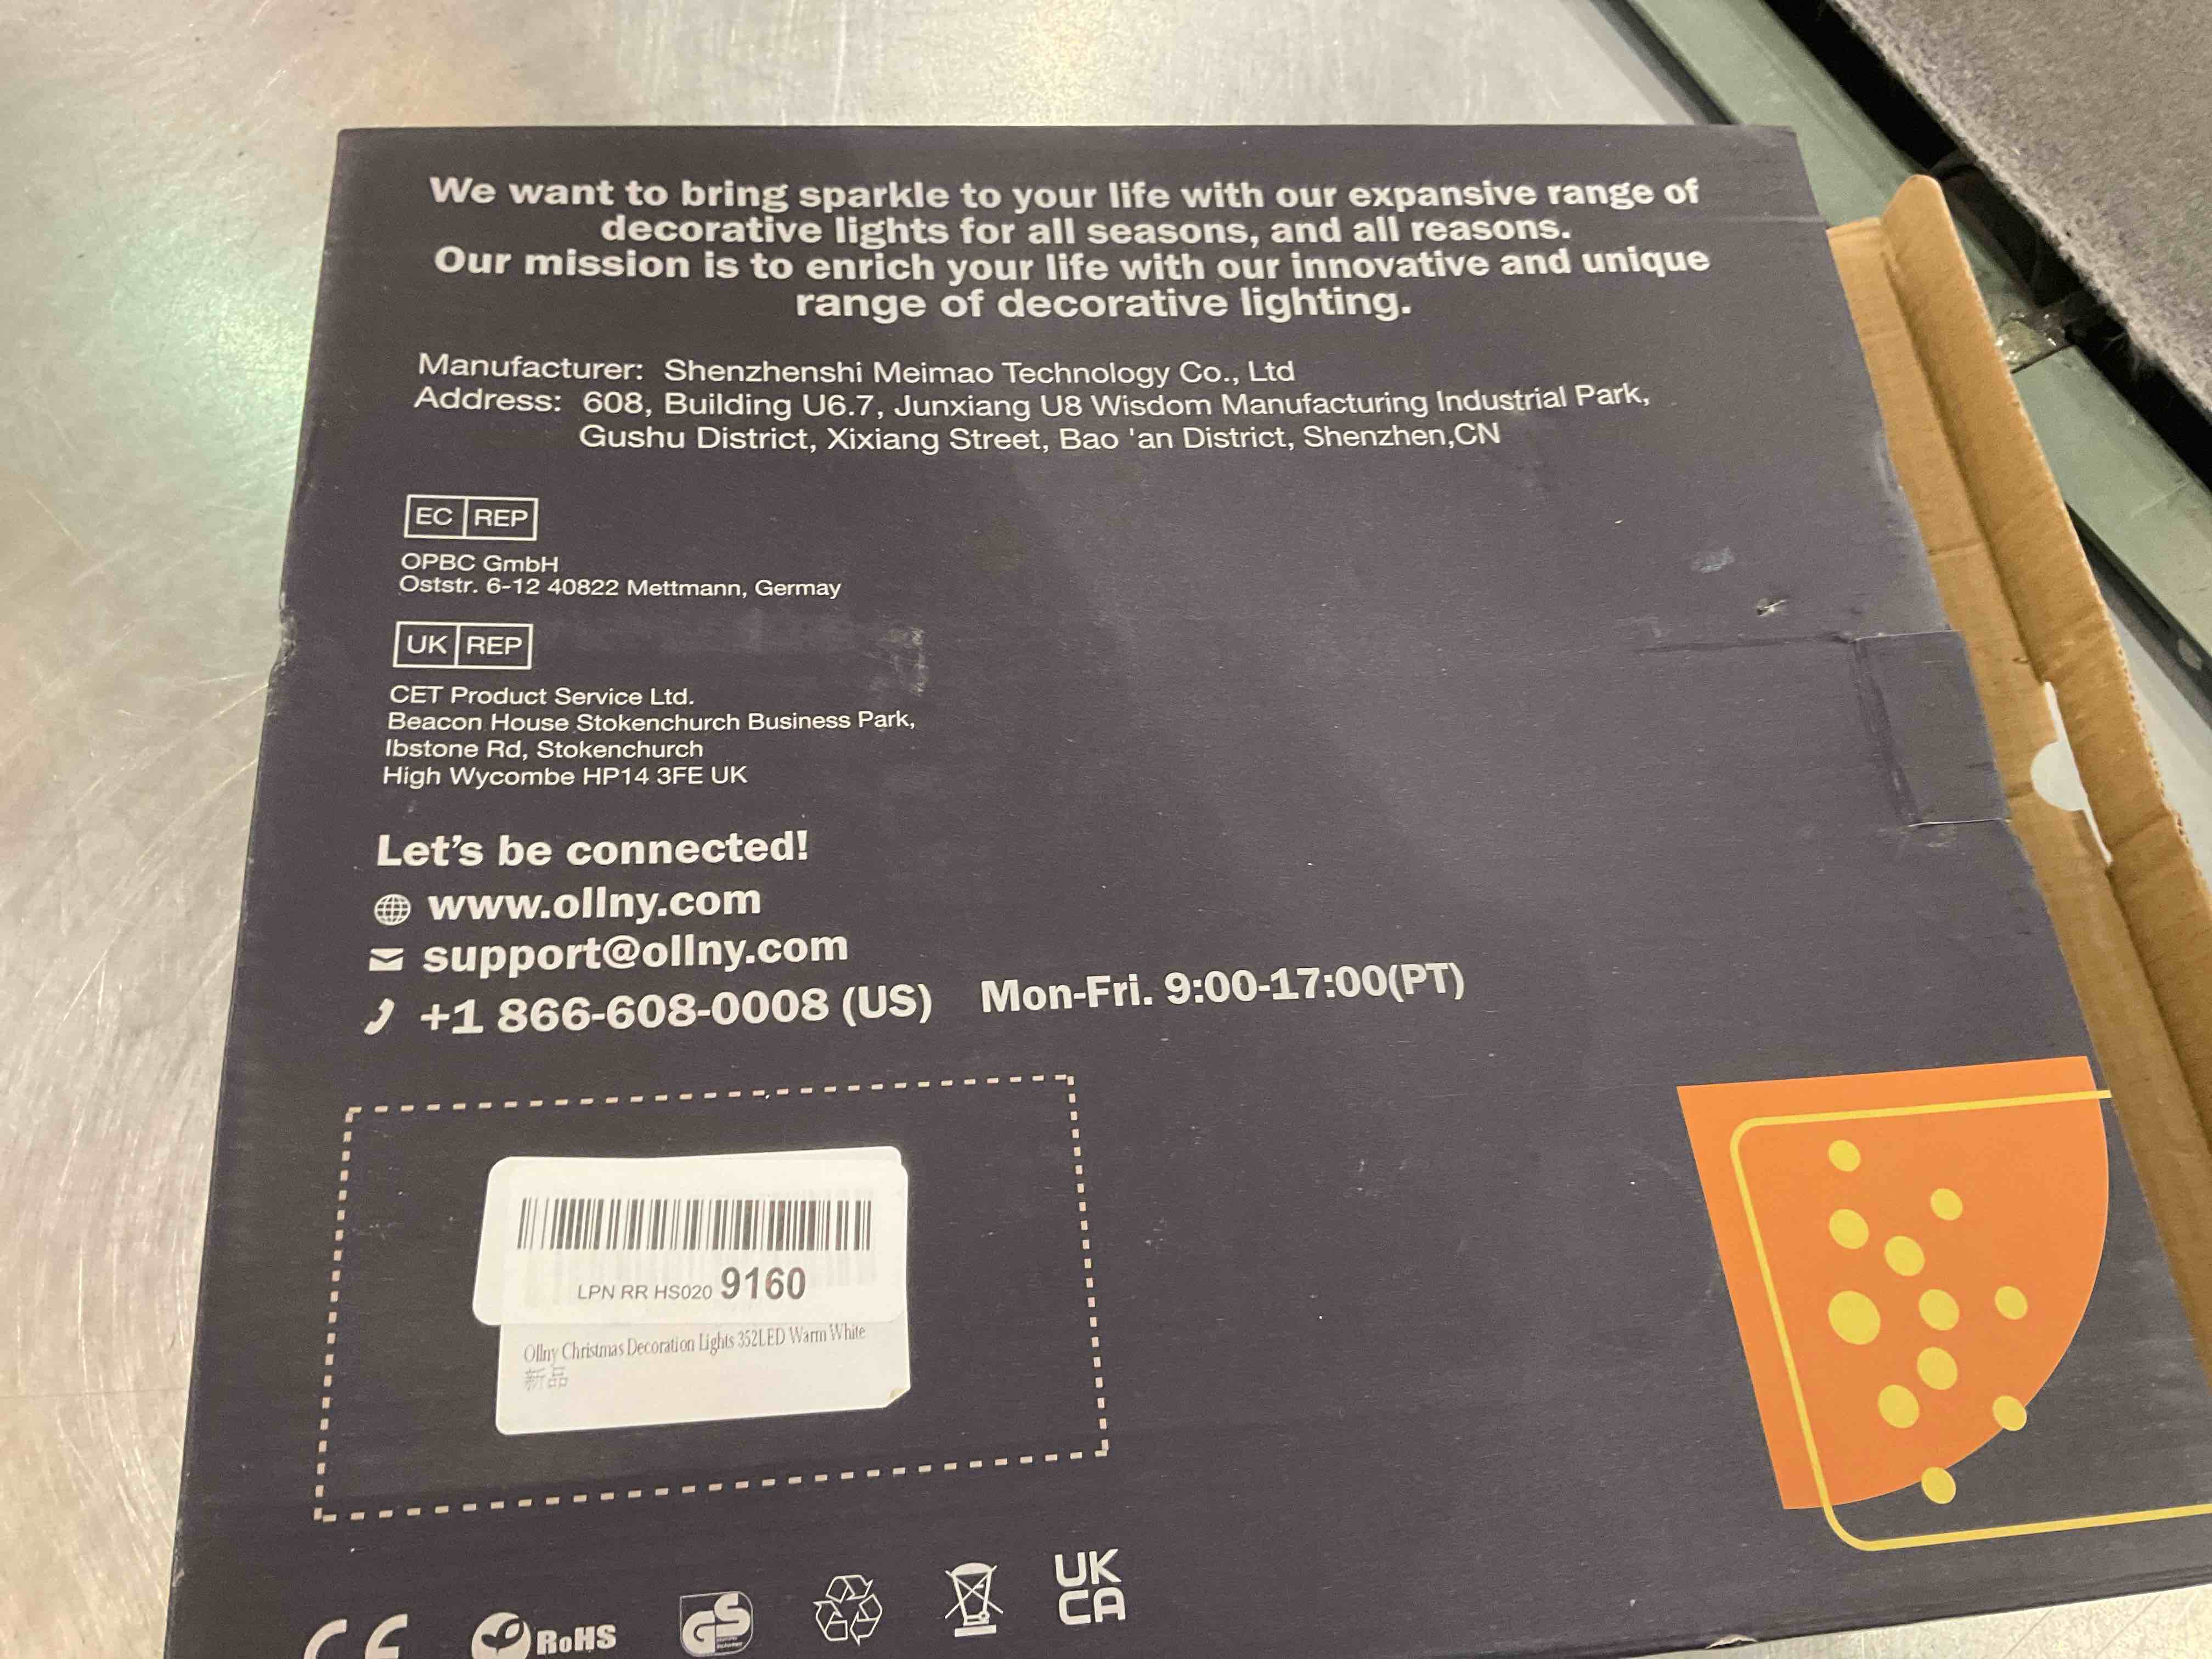 We want to bring sparkle to your life with our expansive range of
decorative lights for all seasons, and all reasons.
Our mission is to enrich your life with our innovative and unique
range of decorative lighting.
Manufacturer: Shenzhenshi Meimao Technology Co., Ltd
Address: 608, Building U6.7, Junxiang U8 Wisdom Manufacturing Industrial Park,
Gushu District, Xixiang Street, Bao 'an District, Shenzhen,CN
EC REP
OPBC GmbH
Oststr. 6-12 40822 Mettmann, Germay
UK REP
CET Product Service Ltd.
Beacon House Stokenchurch Business Park,
Ibstone Rd, Stokenchurch
High Wycombe HP14 3FE UK
Let's be connected!
www.ollny.com
support@ollny.com
+1 866-608-0008 (US) Mon-Fri. 9:00-17:00(PT)
LPN RR HS020 9160
Ollny Christmas Decoration Lights 352LED Warm White
新品
CE RoHS GS UK
CA